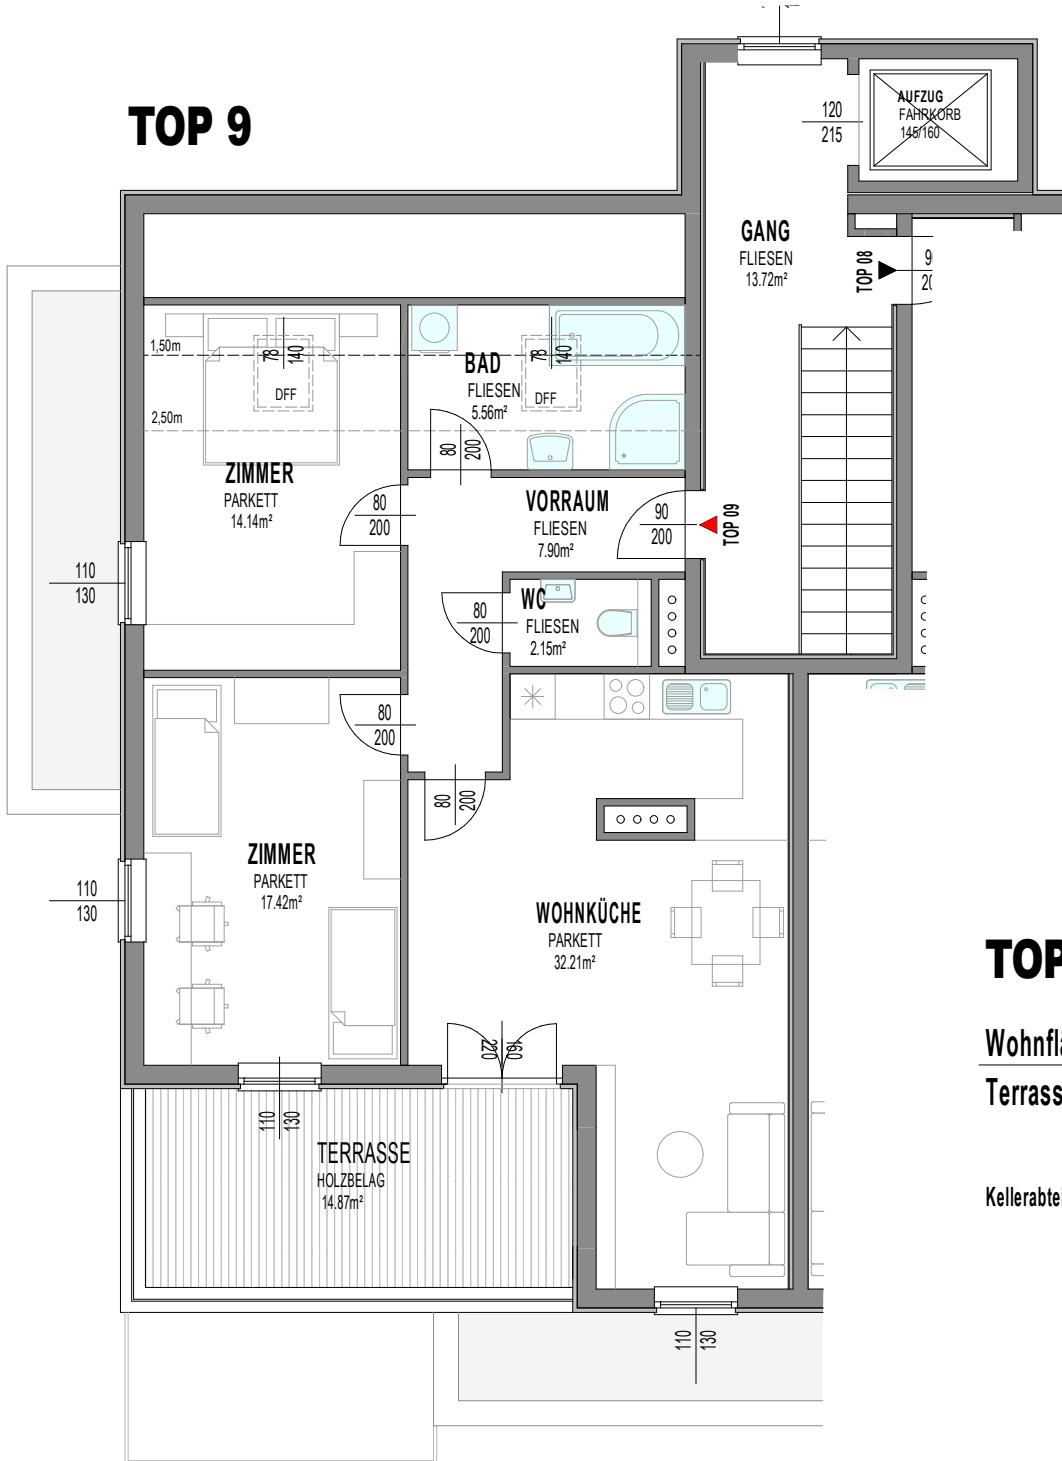 TOP 9
AUFZUG
FAHRKORB
145/160
120
215
GANG
FLIESEN
13.72m²
TOP 08
1,50m
2,50m
78
140
DFF
BAD
FLIESEN
5.56m²
78
140
DFF
80
200
ZIMMER
PARKETT
14.14m²
80
200
VORRAUM
FLIESEN
7.90m²
90
200
TOP 09
110
130
WC
FLIESEN
2.15m²
80
200
80
200
80
200
ZIMMER
PARKETT
17.42m²
110
130
WOHNKÜCHE
PARKETT
32.21m²
220
160
110
130
TERRASSE
HOLZBELAG
14.87m²
110
130
TOP